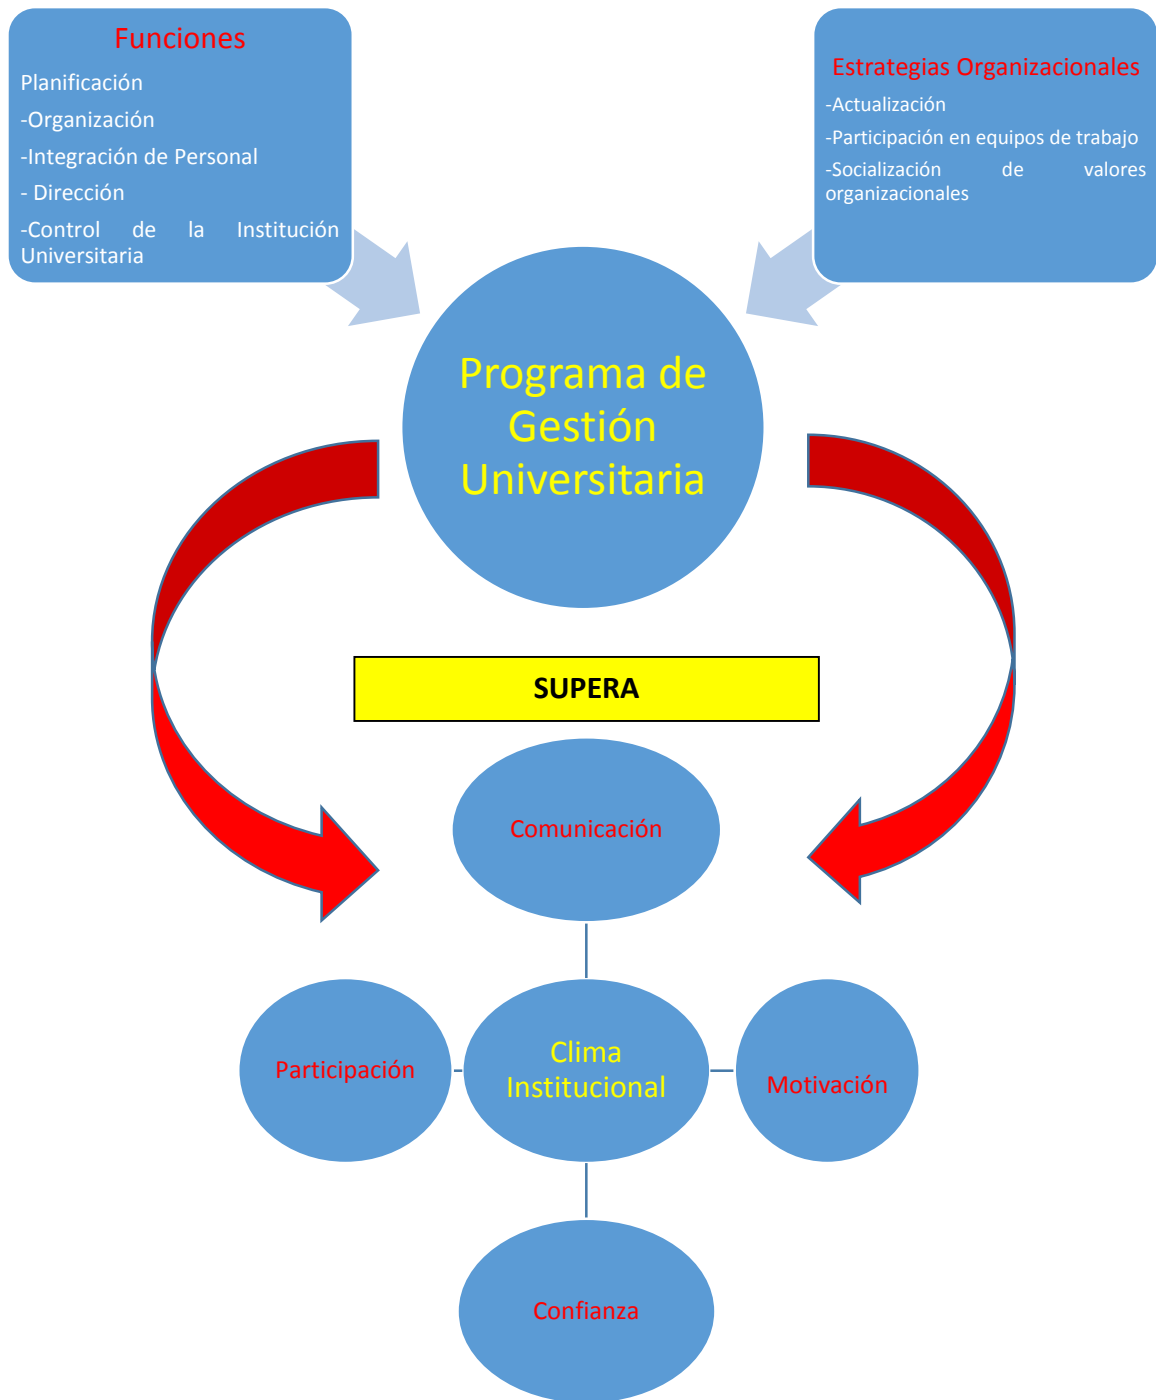 Funciones
Planificación
-Organización
-Integración de Personal
- Dirección
-Control de la Institución
Universitaria
Estrategias Organizacionales
-Actualización
-Participación en equipos de trabajo
-Socialización de valores
organizacionales
Programa de
Gestión
Universitaria
SUPERA
Comunicación
Participación
Clima
Institucional
Motivación
Confianza